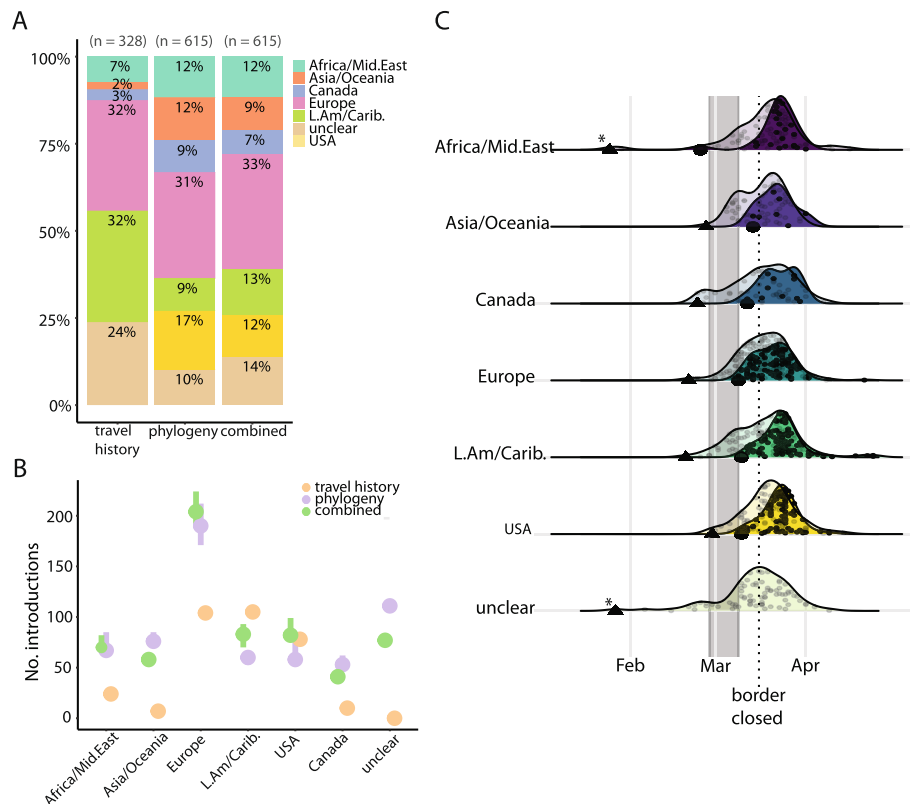 A
(n = 328) (n = 615) (n = 615)
100%
75%
50%
25%
0%
7%
2%
3%
32%
32%
24%
12%
12%
9%
31%
9%
17%
10%
12%
9%
7%
33%
13%
12%
14%
travel history
phylogeny
combined
Africa/Mid.East
Asia/Oceania
Canada
Europe
L.Am/Carib.
unclear
USA
B
No. introductions
200
150
100
50
0
travel history
phylogeny
combined
Africa/Mid.East
Asia/Oceania
Europe
L.Am/Carib.
USA
Canada
unclear
C
Africa/Mid.East
*
Asia/Oceania
Canada
Europe
L.Am/Carib.
USA
unclear
*
Feb
Mar
Apr
border
closed